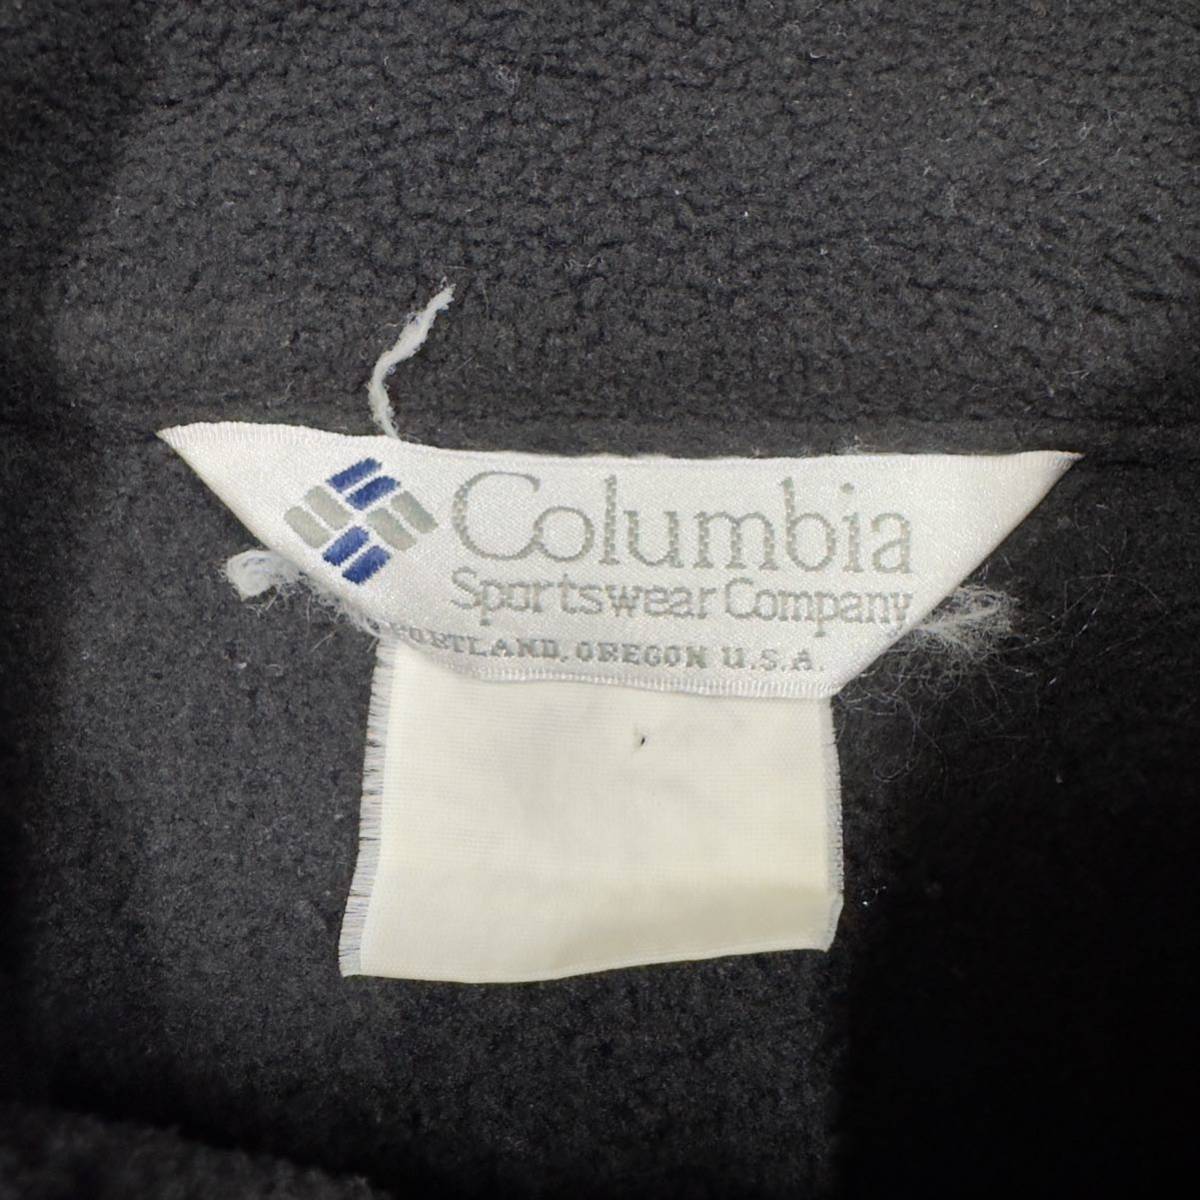 Columbia
Sportswear Company
PORTLAND, OREGON U.S.A.